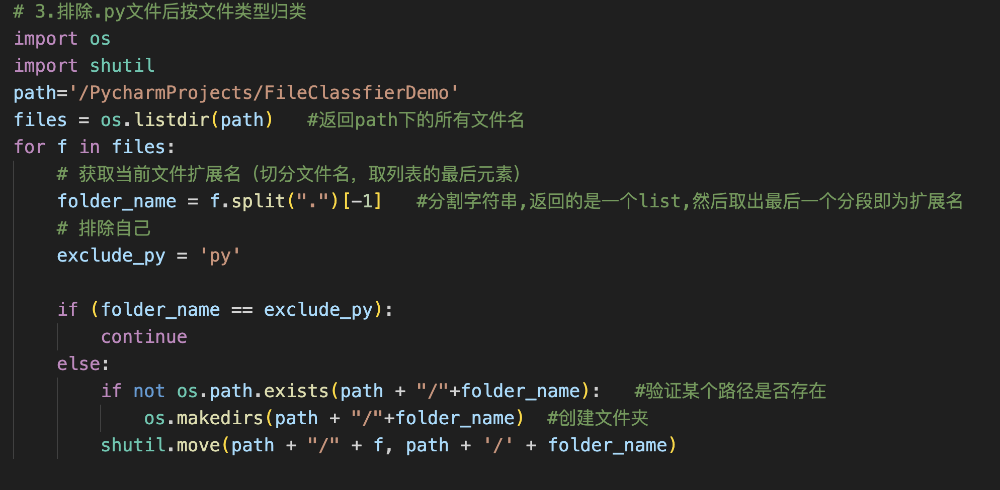 # 3.排除.py文件后按文件类型归类
import os
import shutil
path='/PycharmProjects/FileClassfierDemo'
files = os.listdir(path)   #返回path下的所有文件名
for f in files:
    # 获取当前文件扩展名（切分文件名，取列表的最后元素）
    folder_name = f.split(".")[-1]   #分割字符串,返回的是一个list,然后取出最后一个分段即为扩展名
    # 排除自己
    exclude_py = 'py'
    if (folder_name == exclude_py):
        continue
    else:
        if not os.path.exists(path + "/"+folder_name):   #验证某个路径是否存在
            os.makedirs(path + "/"+folder_name)  #创建文件夹
        shutil.move(path + "/" + f, path + '/' + folder_name)